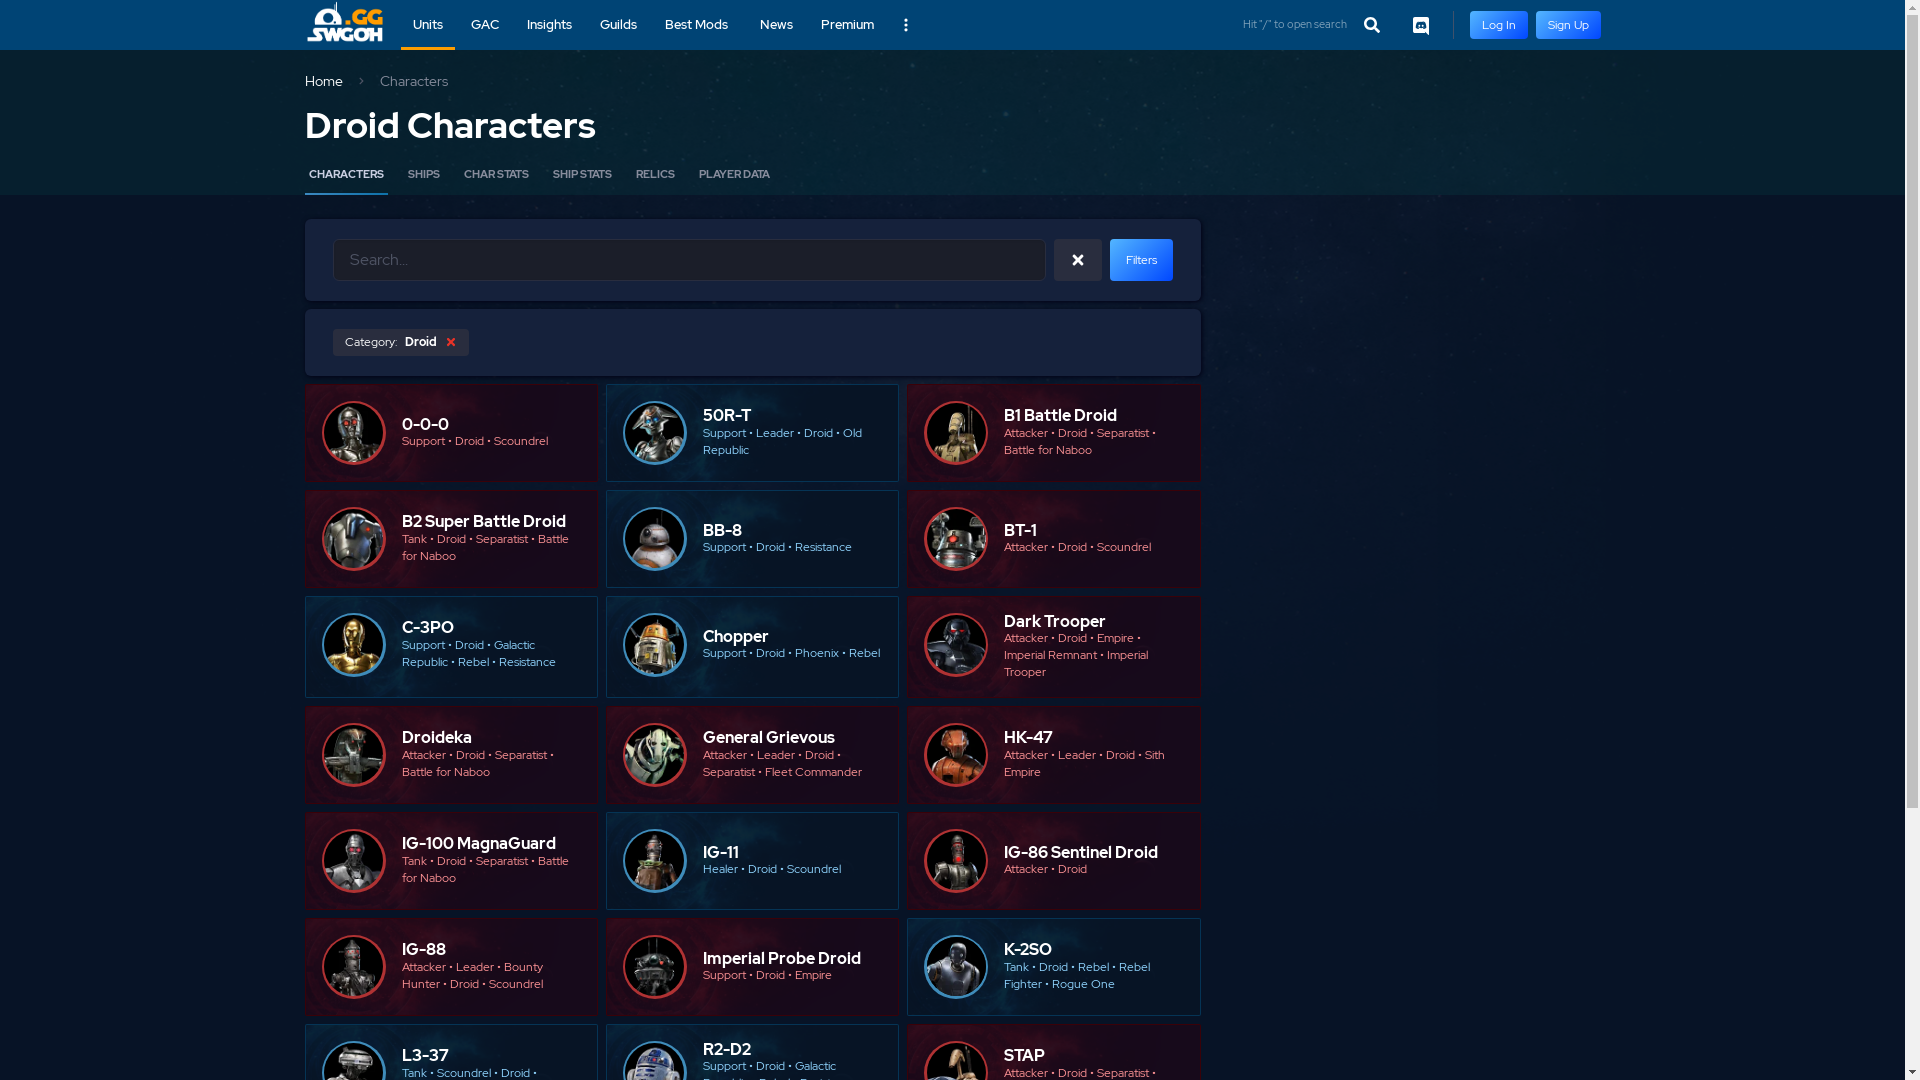 .GG
SWGOH
Units
GAC
Insights
Guilds
Best Mods
News
Premium
Hit "/" to open search
Log In
Sign Up
Home
Characters
Droid Characters
CHARACTERS
SHIPS
CHAR STATS
SHIP STATS
RELICS
PLAYER DATA
Search...
Filters
Category: Droid
0-0-0
Support • Droid • Scoundrel
50R-T
Support • Leader • Droid • Old
Republic
B1 Battle Droid
Attacker • Droid • Separatist •
Battle for Naboo
B2 Super Battle Droid
Tank • Droid • Separatist • Battle
for Naboo
BB-8
Support • Droid • Resistance
BT-1
Attacker • Droid • Scoundrel
C-3PO
Support • Droid • Galactic
Republic • Rebel • Resistance
Chopper
Support • Droid • Phoenix • Rebel
Dark Trooper
Attacker • Droid • Empire •
Imperial Remnant • Imperial
Trooper
Droideka
Attacker • Droid • Separatist •
Battle for Naboo
General Grievous
Attacker • Leader • Droid •
Separatist • Fleet Commander
HK-47
Attacker • Leader • Droid • Sith
Empire
IG-100 MagnaGuard
Tank • Droid • Separatist • Battle
for Naboo
IG-11
Healer • Droid • Scoundrel
IG-86 Sentinel Droid
Attacker • Droid
IG-88
Attacker • Leader • Bounty
Hunter • Droid • Scoundrel
Imperial Probe Droid
Support • Droid • Empire
K-2SO
Tank • Droid • Rebel • Rebel
Fighter • Rogue One
L3-37
Tank • Scoundrel • Droid •
R2-D2
Support • Droid • Galactic
STAP
Attacker • Droid • Separatist •